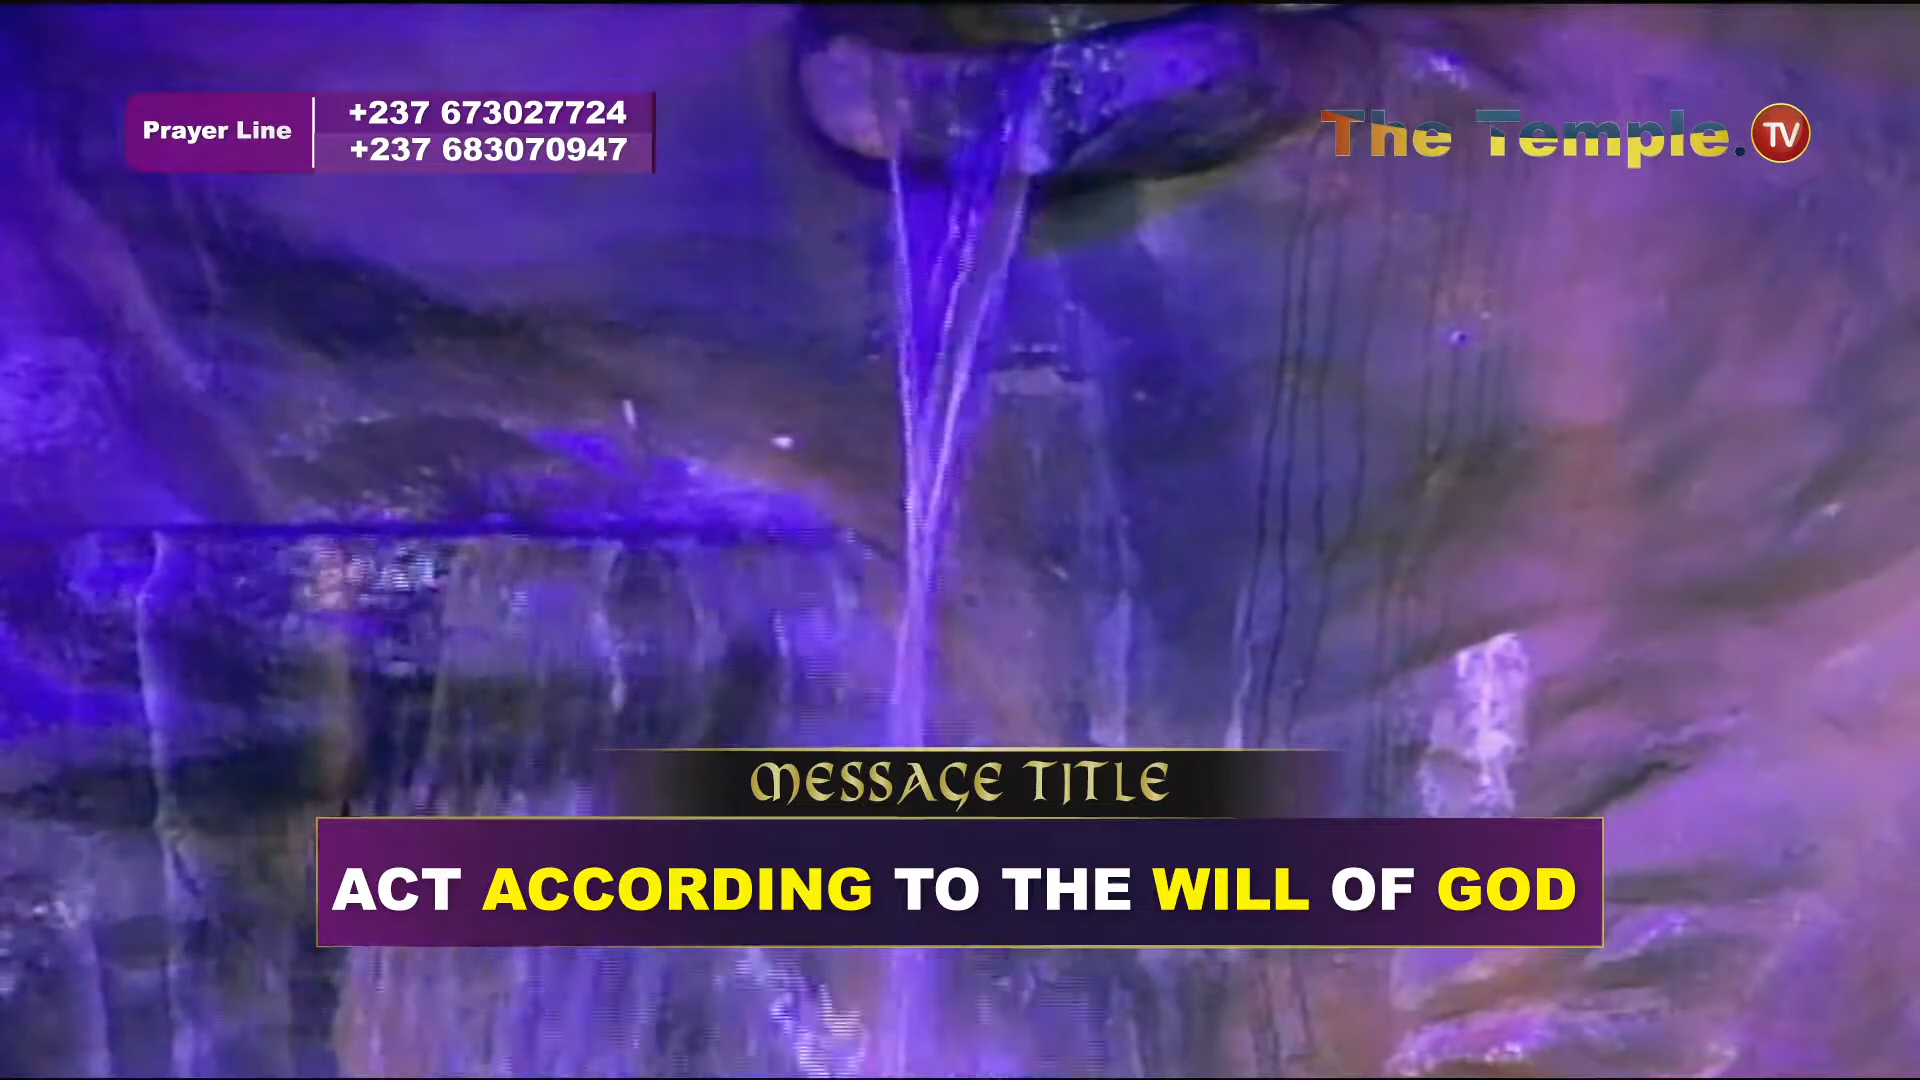 Prayer Line
+237 673027724
+237 683070947
The Temple.TV
MESSAGE TITLE
ACT ACCORDING TO THE WILL OF GOD